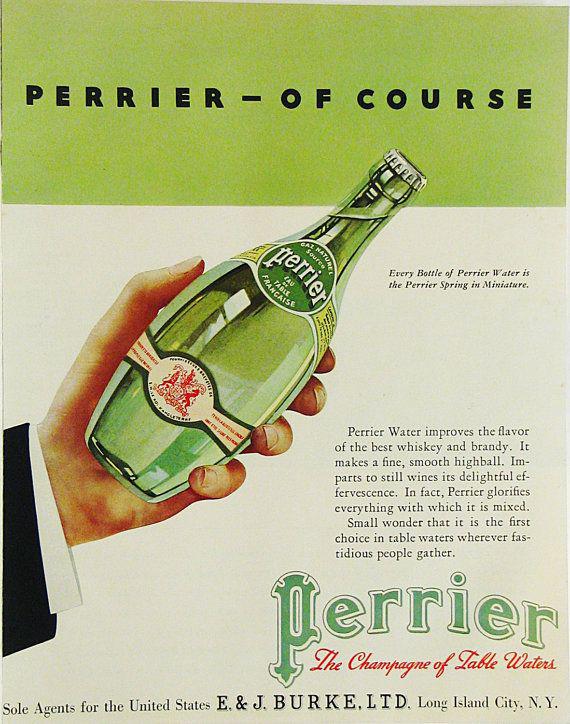 PERRIER — OF COURSE
GAZ NATUREL
Source
Perrier
EAU
DE
TABLE
FRANÇAISE
Every Bottle of Perrier Water is
the Perrier Spring in Miniature.
Perrier Water improves the flavor
of the best whiskey and brandy. It
makes a fine, smooth highball. Im-
parts to still wines its delightful ef-
fervescence. In fact, Perrier glorifies
everything with which it is mixed.
Small wonder that it is the first
choice in table waters wherever fas-
tidious people gather.
Perrier
The Champagne of Table Waters
Sole Agents for the United States E. & J. BURKE, LTD. Long Island City, N. Y.